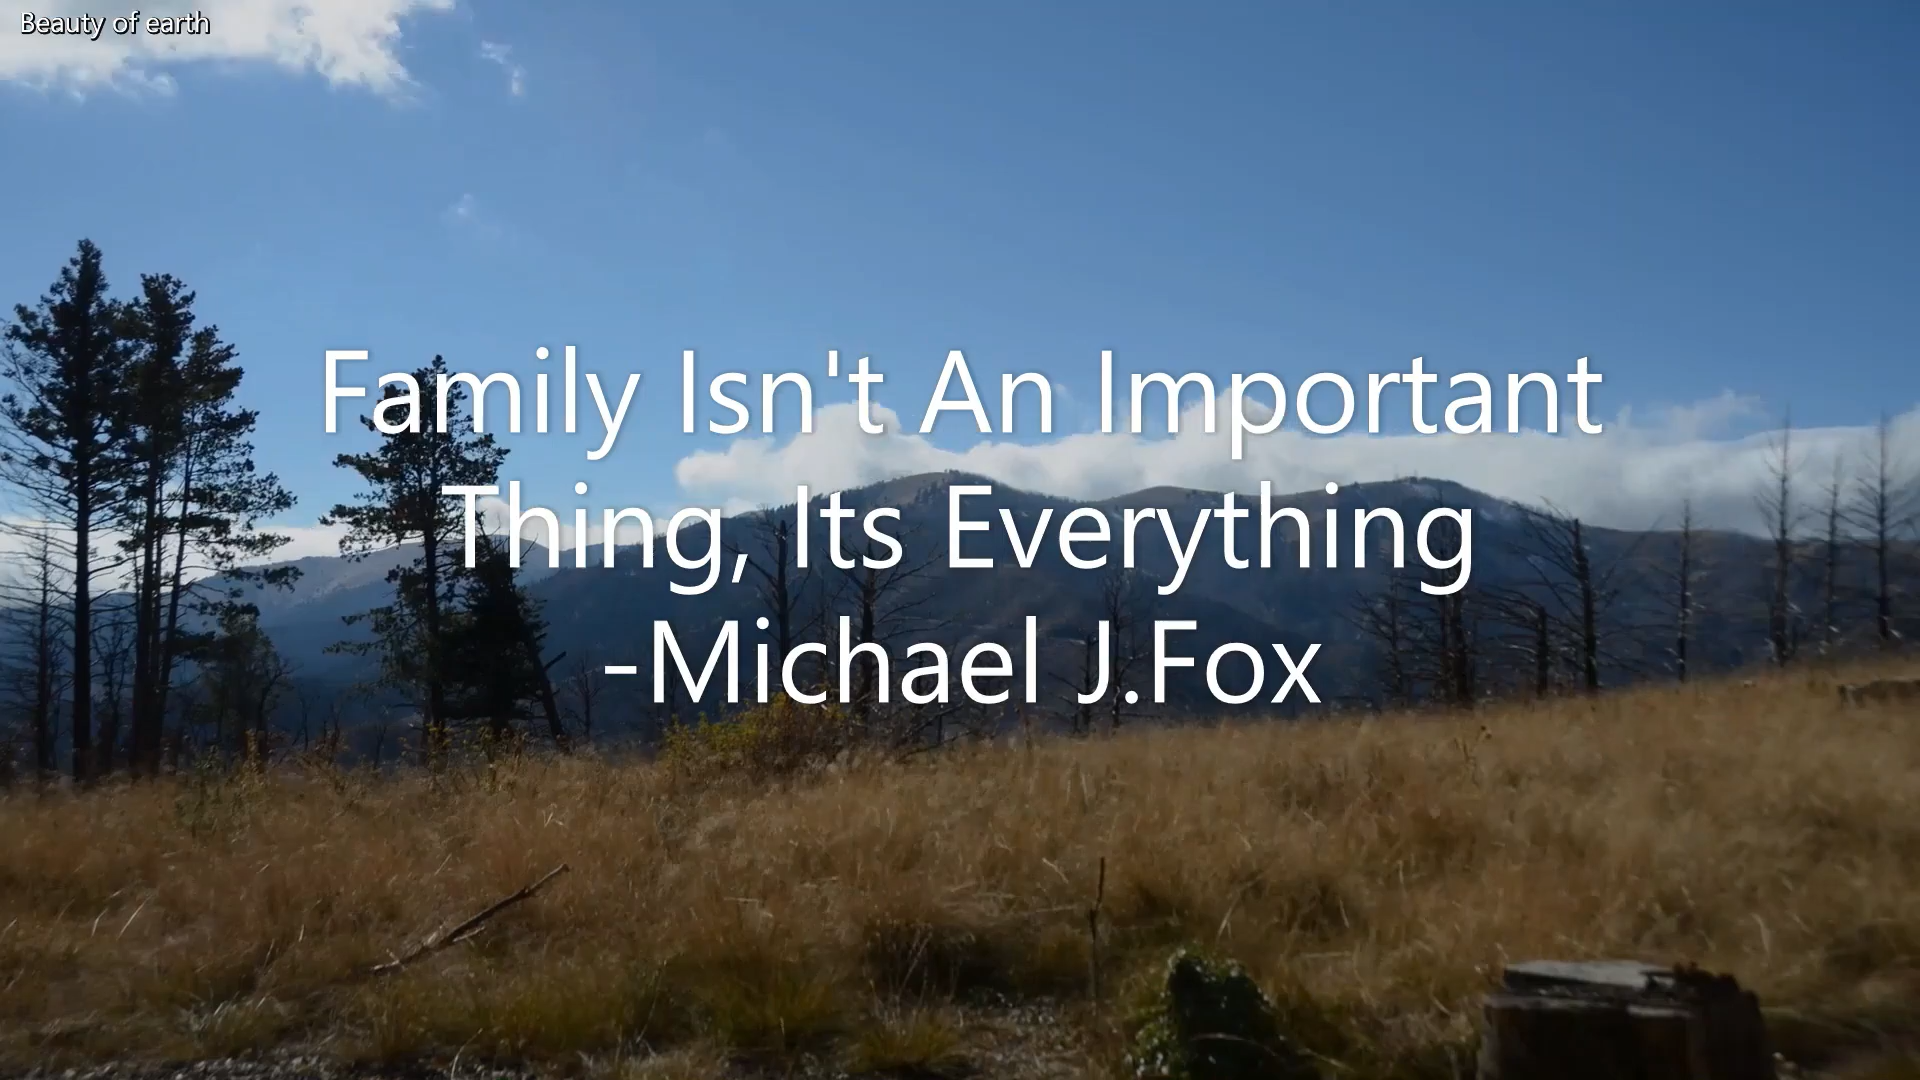 Beauty of earth
Family Isn't An Important
Thing, Its Everything
-Michael J.Fox